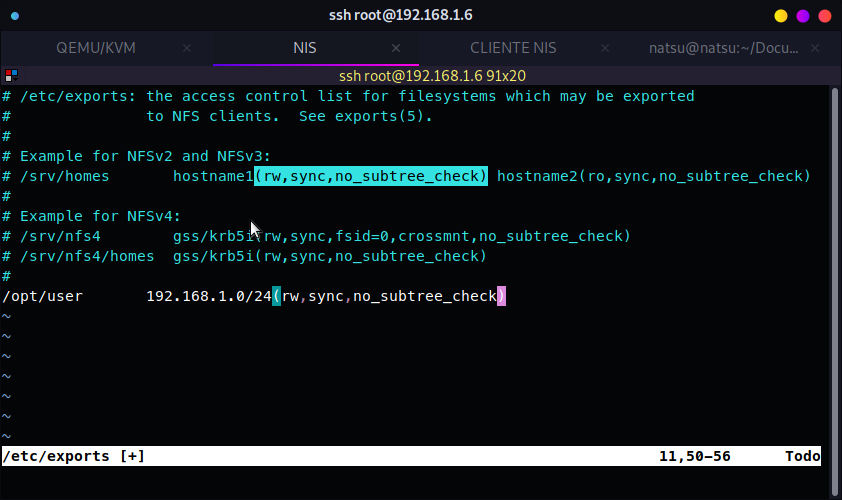 ssh root@192.168.1.6
QEMU/KVM × NIS × CLIENTE NIS × natsu@natsu:~/Docu... ×
ssh root@192.168.1.6 91x20
# /etc/exports: the access control list for filesystems which may be exported
#               to NFS clients.  See exports(5).
#
# Example for NFSv2 and NFSv3:
# /srv/homes       hostname1(rw,sync,no_subtree_check) hostname2(ro,sync,no_subtree_check)
#
# Example for NFSv4:
# /srv/nfs4        gss/krb5i(rw,sync,fsid=0,crossmnt,no_subtree_check)
# /srv/nfs4/homes  gss/krb5i(rw,sync,no_subtree_check)
#
/opt/user       192.168.1.0/24(rw,sync,no_subtree_check)
~
~
~
~
~
~
~
/etc/exports [+]                                                         11,50-56      Todo